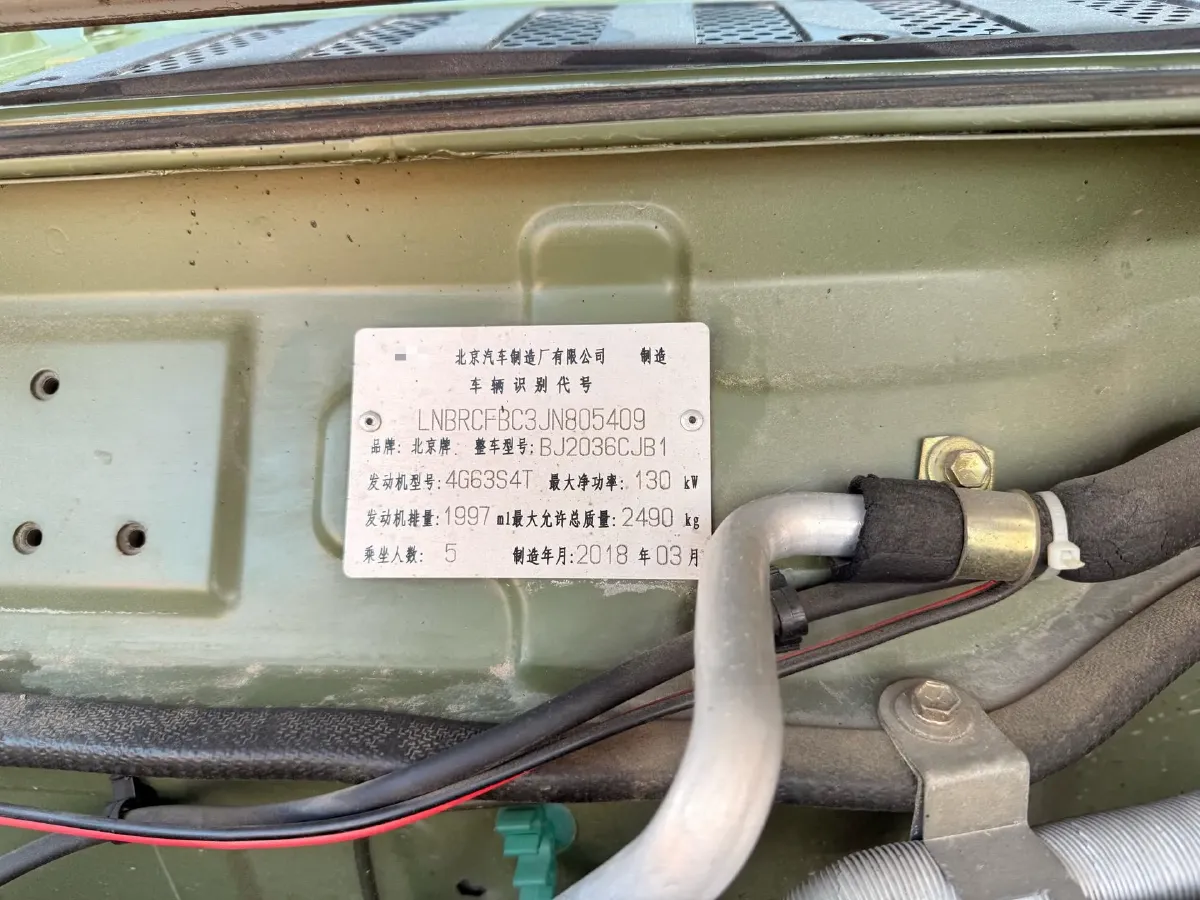 北京汽车制造厂有限公司 制造
车辆识别代号
LNBRCFBC3JN805409
品牌: 北京牌 整车型号: BJ2036CJB1
发动机型号: 4G63S4T 最大净功率: 130 kW
发动机排量: 1997 ml 最大允许总质量: 2490 kg
乘坐人数: 5 制造年月: 2018 年 03 月